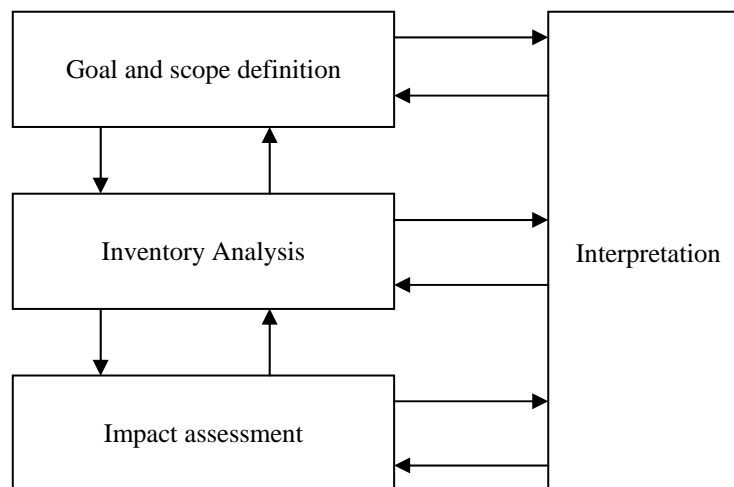 Goal and scope definition
Inventory Analysis
Interpretation
Impact assessment